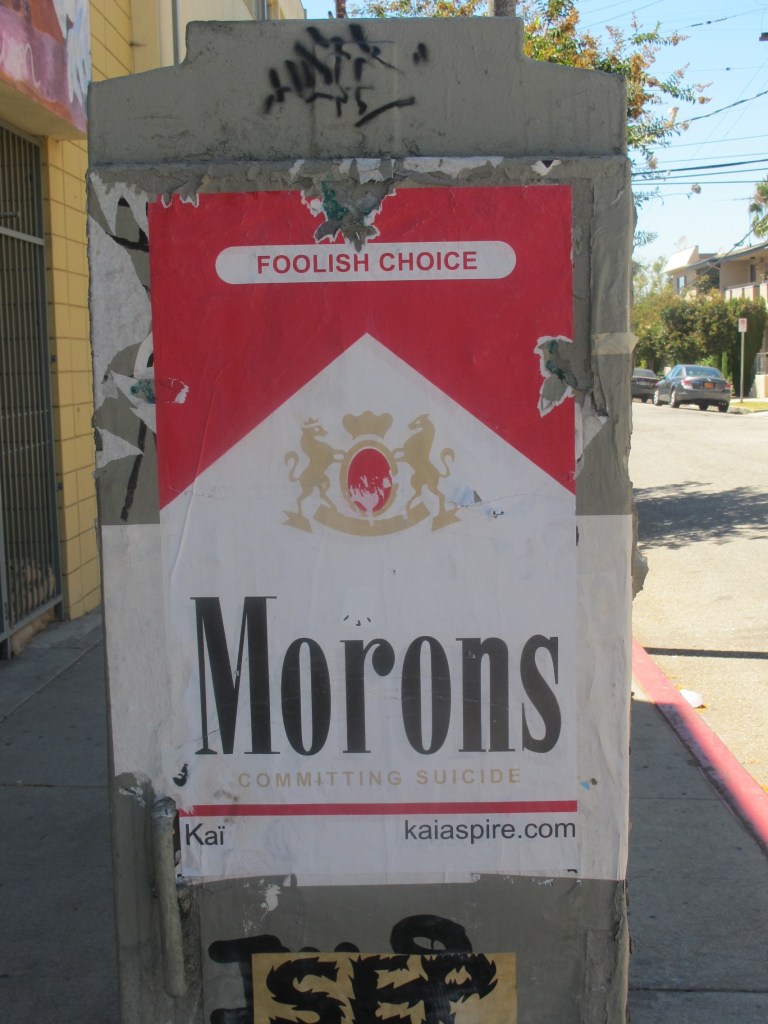 FOOLISH CHOICE
Morons
COMMITTING SUICIDE
Kaï
kaiaspire.com
SEP